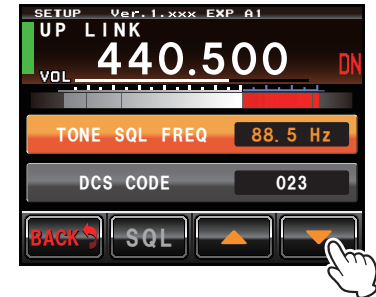 SETUP Ver.1.xxx EXP A1
UP LINK
440.500 DN
VOL
TONE SQL FREQ 88.5 Hz
DCS CODE 023
BACK SQL